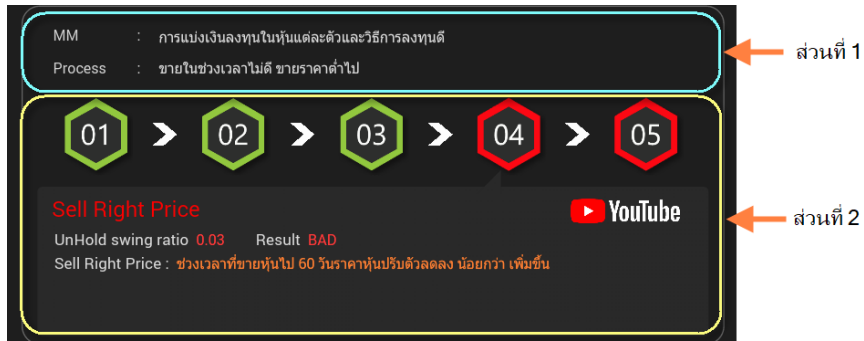 MM : การแบ่งเงินลงทุนในหุ้นแต่ละตัวและวิธีการลงทุนดี
ส่วนที่ 1
Process : ขายในช่วงเวลาไม่ดี ขายราคาต่ำไป
01 02 03 04 05
Sell Right Price
YouTube
ส่วนที่ 2
UnHold swing ratio 0.03 Result BAD
Sell Right Price : ช่วงเวลาที่ขายหุ้นไป 60 วันราคาหุ้นปรับตัวลดลง น้อยกว่า เพิ่มขึ้น